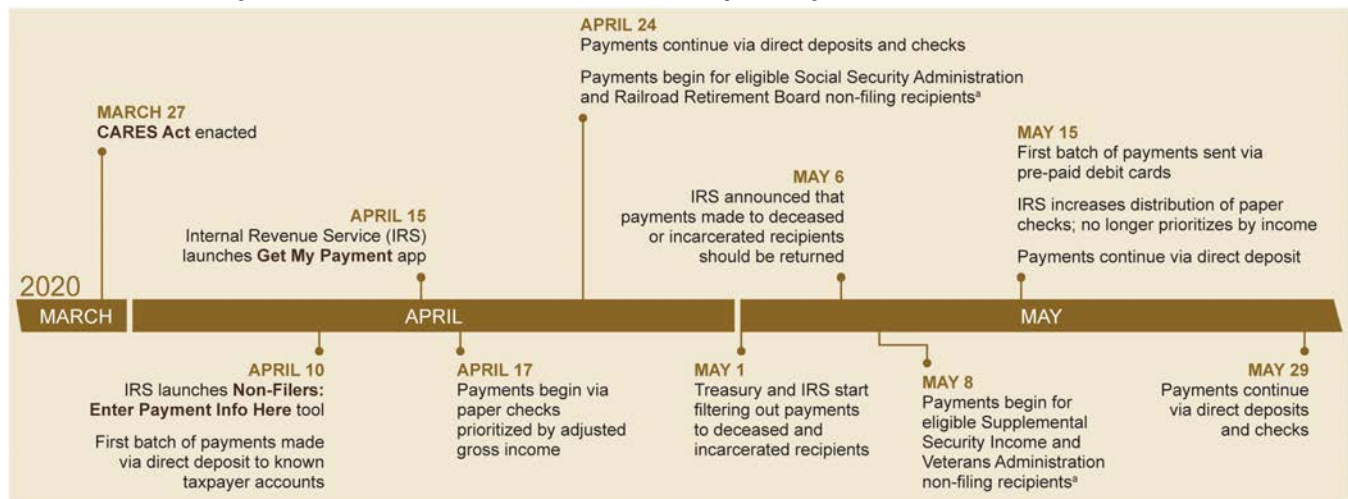 APRIL 24
Payments continue via direct deposits and checks
Payments begin for eligible Social Security Administration
and Railroad Retirement Board non-filing recipientsᵃ
MARCH 27
CARES Act enacted
MAY 15
First batch of payments sent via
pre-paid debit cards
IRS increases distribution of paper
checks; no longer prioritizes by income
Payments continue via direct deposit
MAY 6
IRS announced that
payments made to deceased
or incarcerated recipients
should be returned
APRIL 15
Internal Revenue Service (IRS)
launches Get My Payment app
2020
MARCH
APRIL
MAY
APRIL 10
IRS launches Non-Filers:
Enter Payment Info Here tool
First batch of payments made
via direct deposit to known
taxpayer accounts
APRIL 17
Payments begin via
paper checks
prioritized by adjusted
gross income
MAY 1
Treasury and IRS start
filtering out payments
to deceased and
incarcerated recipients
MAY 8
Payments begin for
eligible Supplemental
Security Income and
Veterans Administration
non-filing recipientsᵃ
MAY 29
Payments continue
via direct deposits
and checks